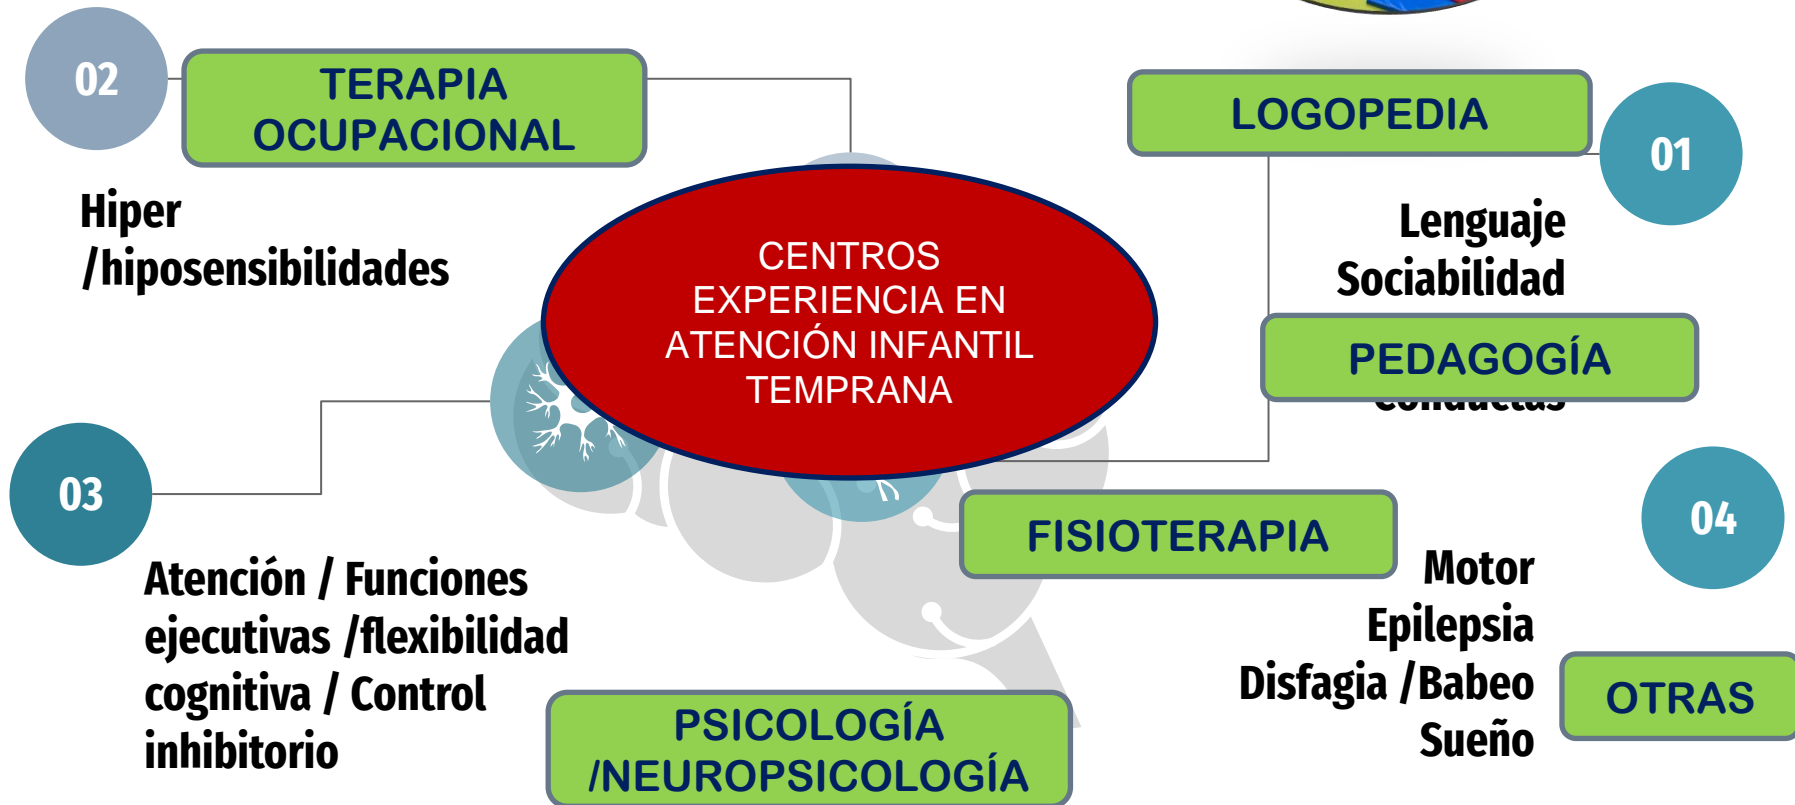 02
TERAPIA
OCUPACIONAL
Hiper
/hiposensibilidades
LOGOPEDIA
01
Lenguaje
Sociabilidad
PEDAGOGÍA
Conductas
CENTROS
EXPERIENCIA EN
ATENCIÓN INFANTIL
TEMPRANA
03
Atención / Funciones
ejecutivas /flexibilidad
cognitiva / Control
inhibitorio
FISIOTERAPIA
04
Motor
Epilepsia
Disfagia /Babeo
Sueño
OTRAS
PSICOLOGÍA
/NEUROPSICOLOGÍA